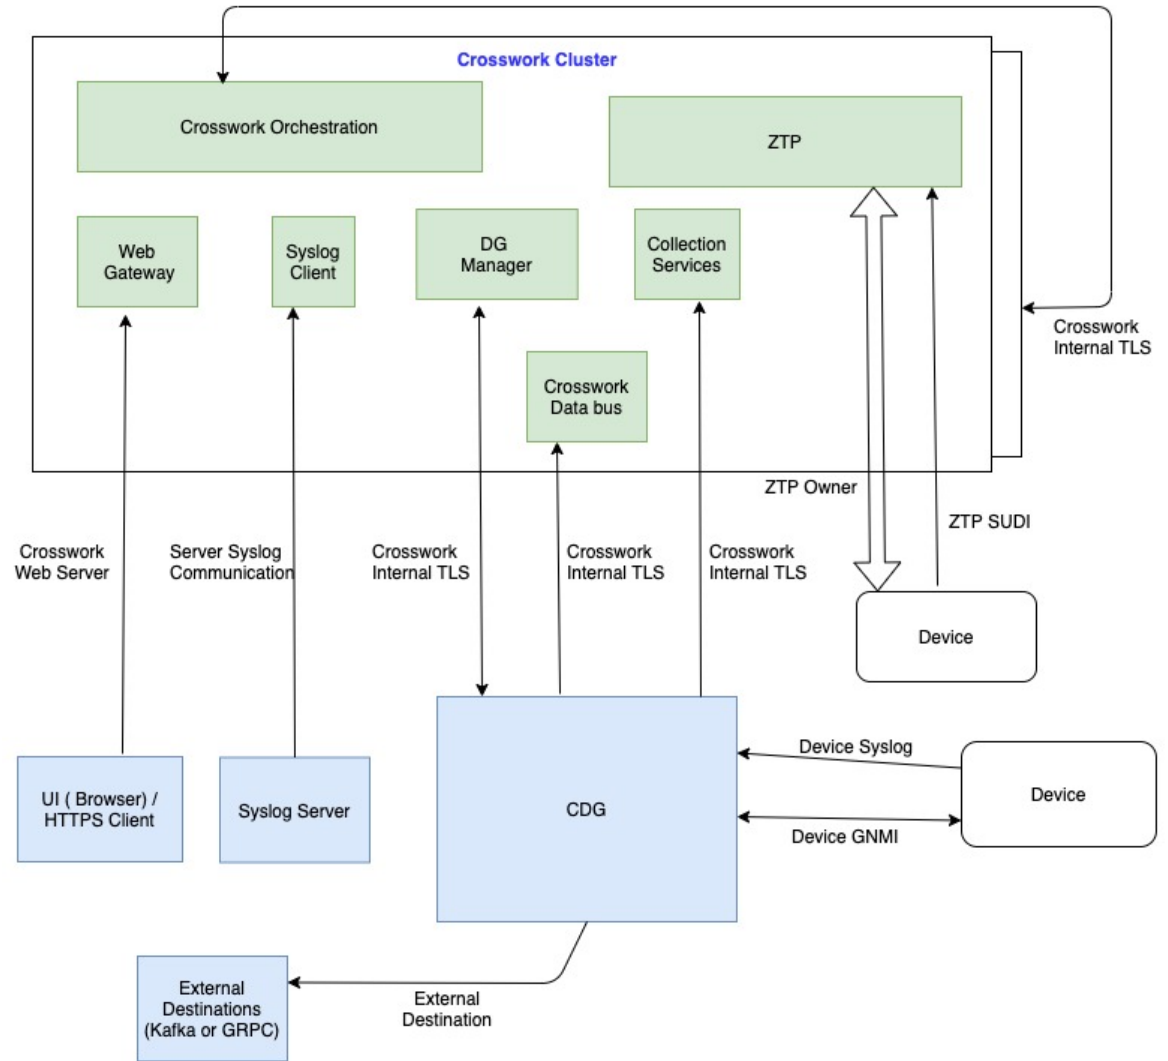 Crosswork Cluster
Crosswork Orchestration
ZTP
Web
Gateway
Syslog
Client
DG
Manager
Collection
Services
Crosswork
Internal TLS
Crosswork
Data bus
ZTP Owner
ZTP SUDI
Crosswork
Web Server
Server Syslog
Communication
Crosswork
Internal TLS
Crosswork
Internal TLS
Crosswork
Internal TLS
Device
Device Syslog
Device
Device GNMI
UI ( Browser) /
HTTPS Client
Syslog Server
CDG
External
Destinations
(Kafka or GRPC)
External
Destination